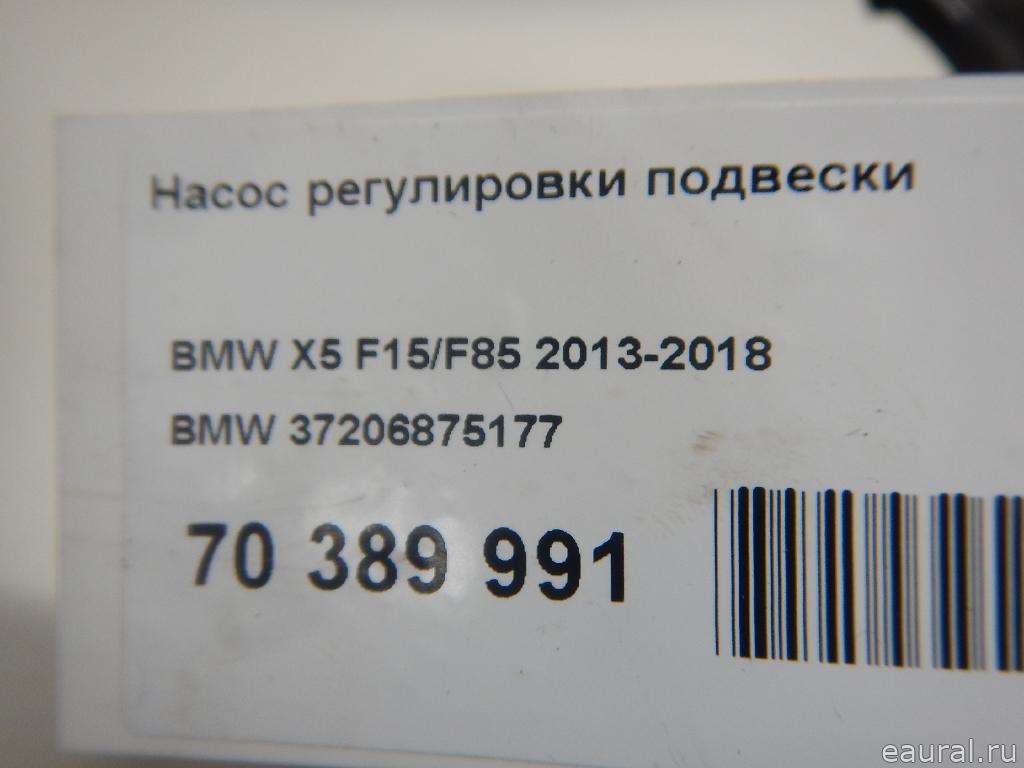 Насос регулировки подвески
BMW X5 F15/F85 2013-2018
BMW 37206875177
70 389 991
eaural.ru